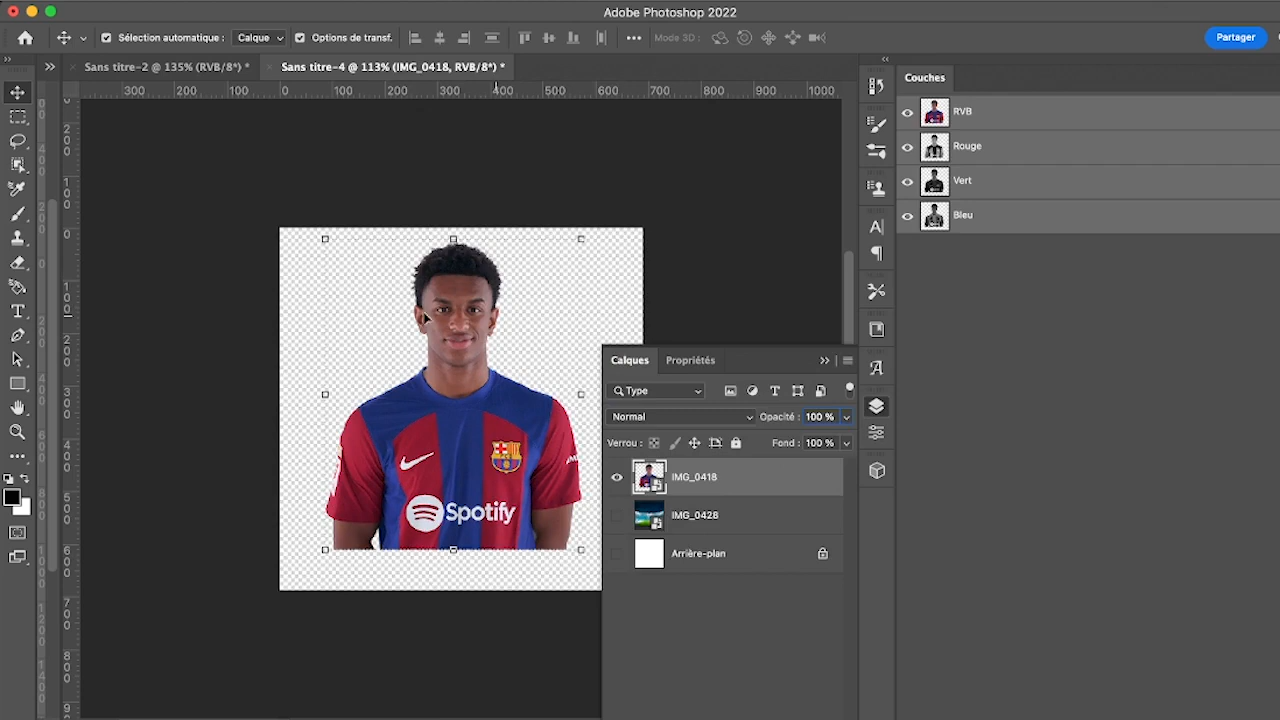 Adobe Photoshop 2022
Sélection automatique :
Calque
Options de transf.
Mode 3D :
Partager
Sans titre-2 @ 135% (RVB/8*) *
Sans titre-4 @ 113% (IMG_0418, RVB/8*) *
300 200 100 0 100 200 300 400 500 600 700 800 900 1000
Couches
RVB
Rouge
Vert
Bleu
Calques
Propriétés
Type
Normal
Opacité : 100 %
Verrou :
Fond : 100 %
IMG_0418
IMG_0428
Arrière-plan
Spotify